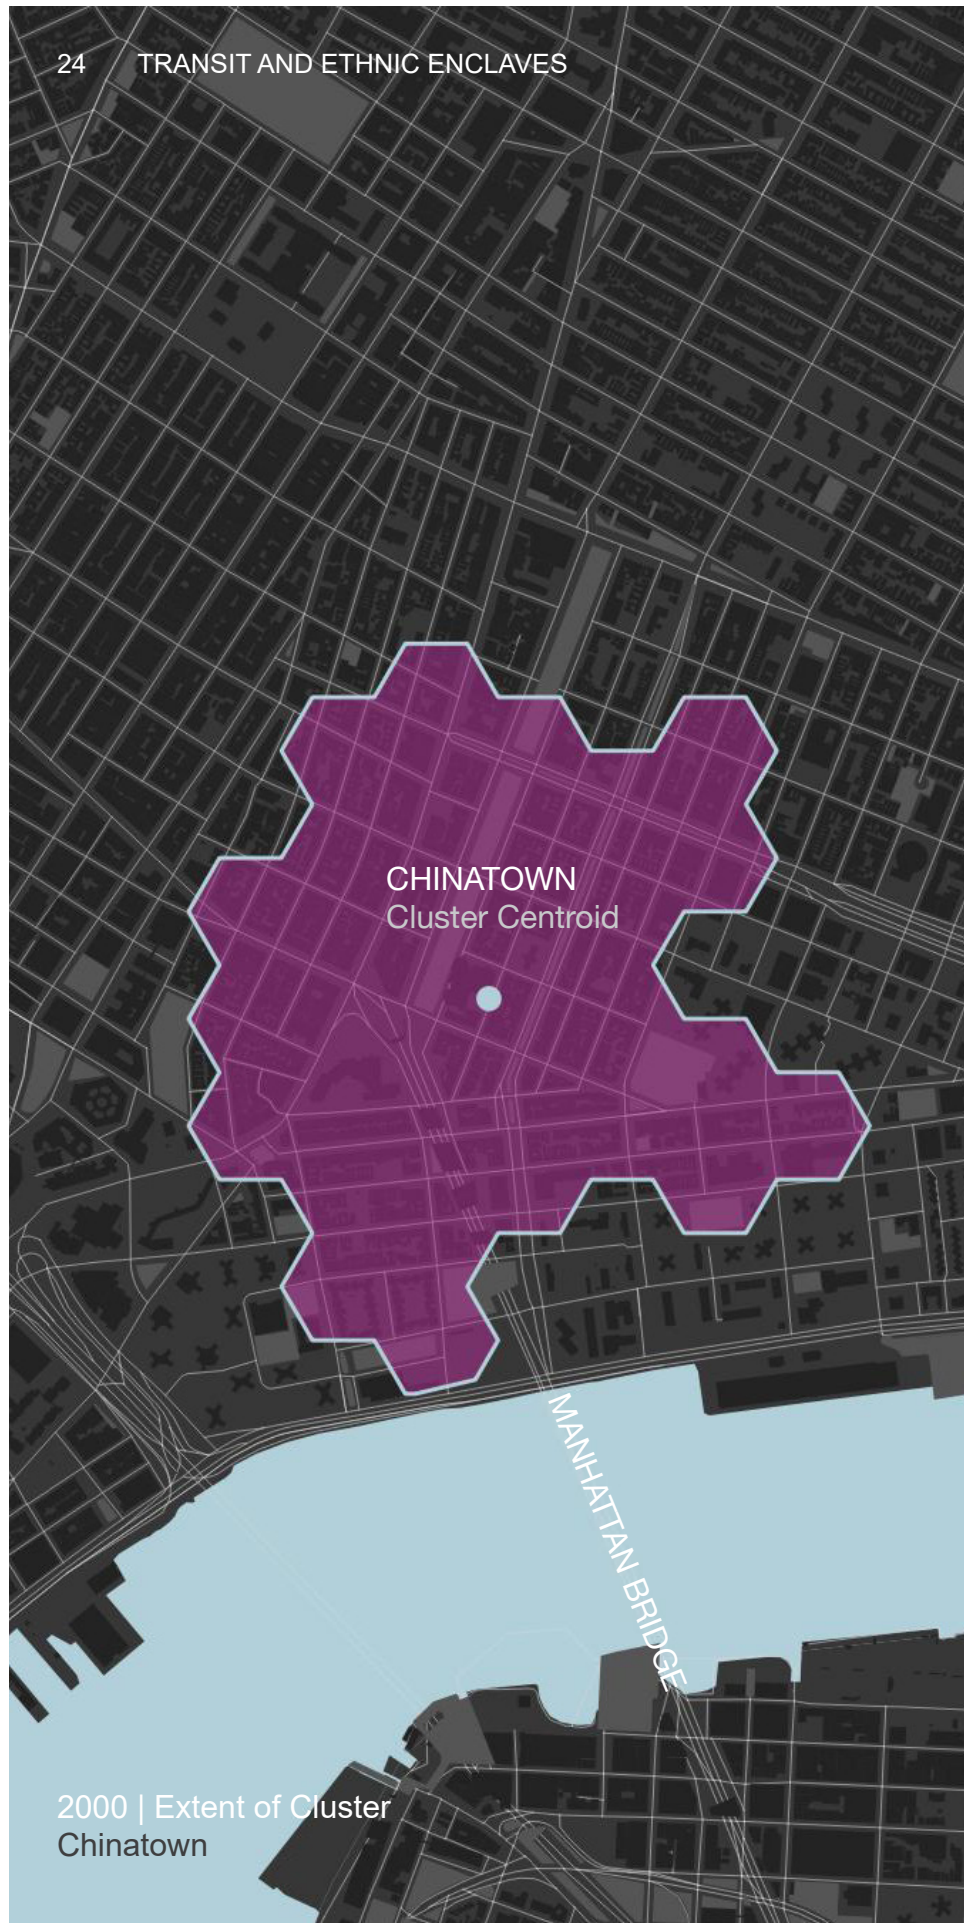 24 TRANSIT AND ETHNIC ENCLAVES
CHINATOWN
Cluster Centroid
MANHATTAN BRIDGE
2000 | Extent of Cluster
Chinatown